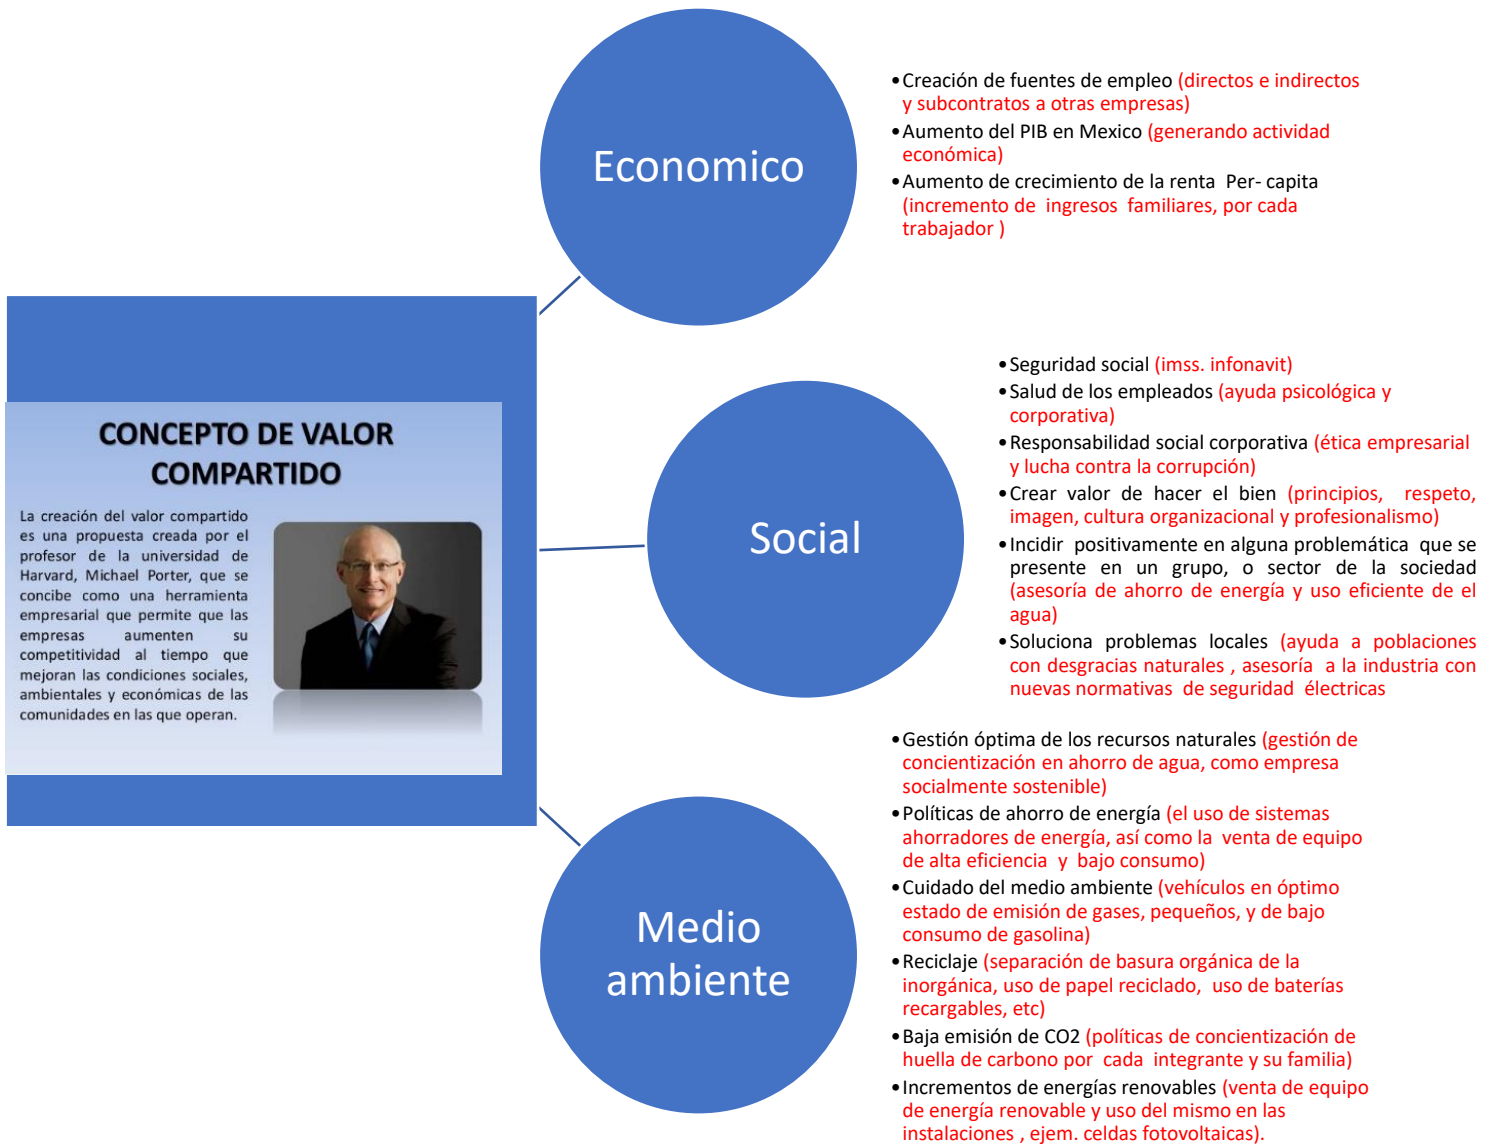 Economico
•Creación de fuentes de empleo (directos e indirectos
y subcontratos a otras empresas)
•Aumento del PIB en Mexico (generando actividad
económica)
•Aumento de crecimiento de la renta Per- capita
(incremento de ingresos familiares, por cada
trabajador )
CONCEPTO DE VALOR
COMPARTIDO
La creación del valor compartido
es una propuesta creada por el
profesor de la universidad de
Harvard, Michael Porter, que se
concibe como una herramienta
empresarial que permite que las
empresas aumenten su
competitividad al tiempo que
mejoran las condiciones sociales,
ambientales y económicas de las
comunidades en las que operan.
Social
•Seguridad social (imss. infonavit)
•Salud de los empleados (ayuda psicológica y
corporativa)
•Responsabilidad social corporativa (ética empresarial
y lucha contra la corrupción)
•Crear valor de hacer el bien (principios, respeto,
imagen, cultura organizacional y profesionalismo)
•Incidir positivamente en alguna problemática que se
presente en un grupo, o sector de la sociedad
(asesoría de ahorro de energía y uso eficiente de el
agua)
•Soluciona problemas locales (ayuda a poblaciones
con desgracias naturales , asesoría a la industria con
nuevas normativas de seguridad électricas
Medio
ambiente
•Gestión óptima de los recursos naturales (gestión de
concientización en ahorro de agua, como empresa
socialmente sostenible)
•Políticas de ahorro de energía (el uso de sistemas
ahorradores de energía, así como la venta de equipo
de alta eficiencia y bajo consumo)
•Cuidado del medio ambiente (vehículos en óptimo
estado de emisión de gases, pequeños, y de bajo
consumo de gasolina)
•Reciclaje (separación de basura orgánica de la
inorgánica, uso de papel reciclado, uso de baterías
recargables, etc)
•Baja emisión de CO2 (políticas de concientización de
huella de carbono por cada integrante y su familia)
•Incrementos de energías renovables (venta de equipo
de energía renovable y uso del mismo en las
instalaciones , ejem. celdas fotovoltaicas).